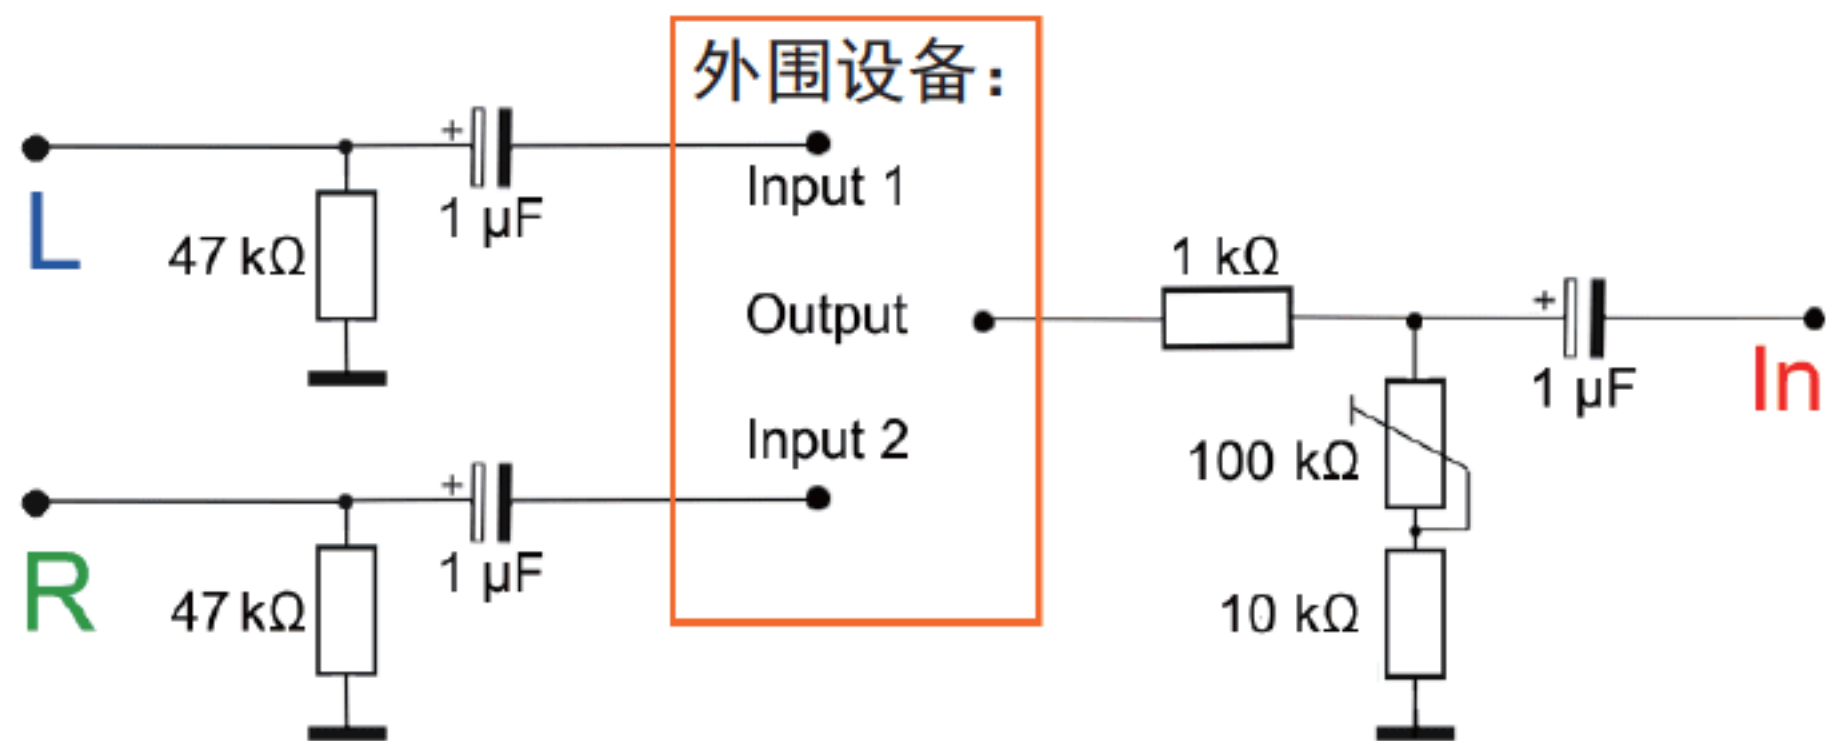 外围设备：
+
1 µF
Input 1
L
47 kΩ
1 kΩ
Output
+
1 µF
In
Input 2
100 kΩ
+
1 µF
R
47 kΩ
10 kΩ